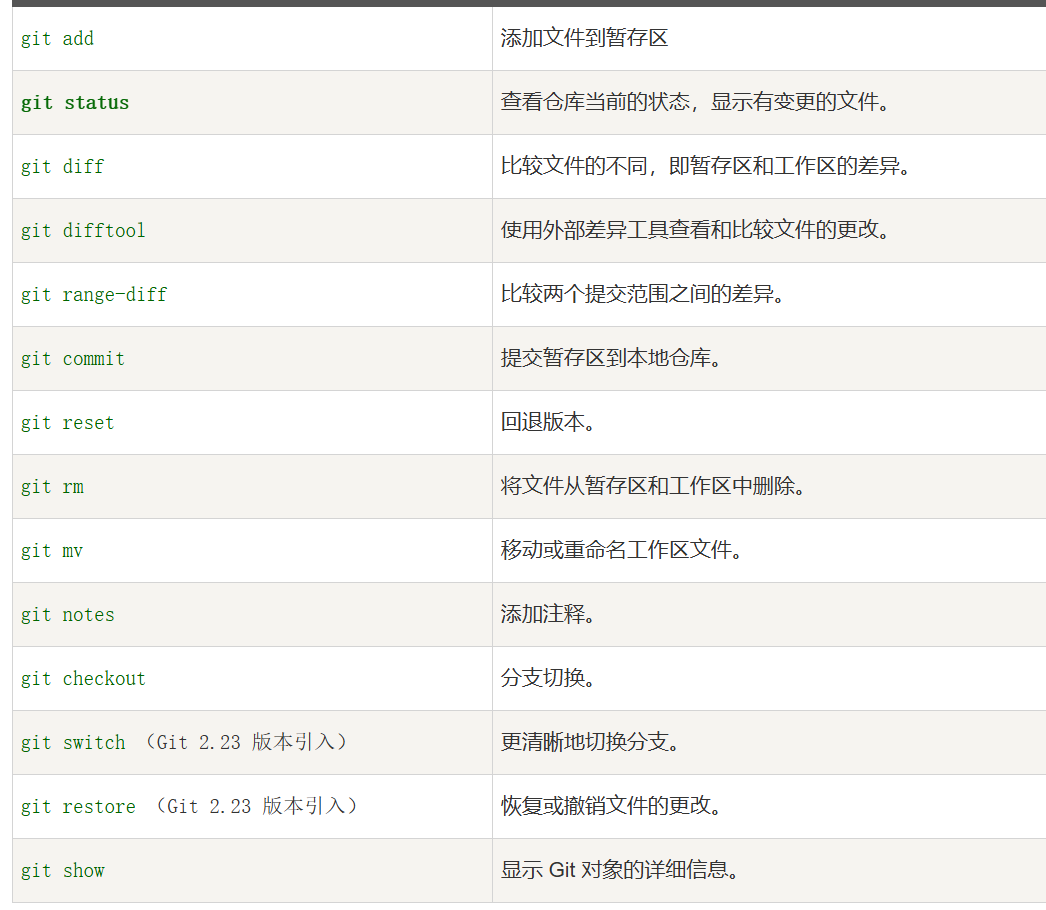 git add 添加文件到暂存区
git status 查看仓库当前的状态，显示有变更的文件。
git diff 比较文件的不同，即暂存区和工作区的差异。
git difftool 使用外部差异工具查看和比较文件的更改。
git range-diff 比较两个提交范围之间的差异。
git commit 提交暂存区到本地仓库。
git reset 回退版本。
git rm 将文件从暂存区和工作区中删除。
git mv 移动或重命名工作区文件。
git notes 添加注释。
git checkout 分支切换。
git switch （Git 2.23 版本引入） 更清晰地切换分支。
git restore （Git 2.23 版本引入） 恢复或撤销文件的更改。
git show 显示 Git 对象的详细信息。